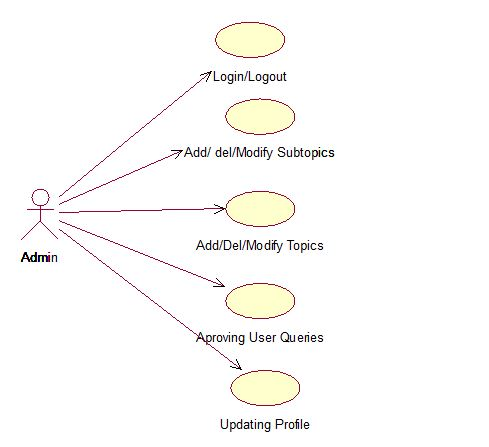 Login/Logout
Add/ del/Modify Subtopics
Add/Del/Modify Topics
Admin
Aproving User Queries
Updating Profile